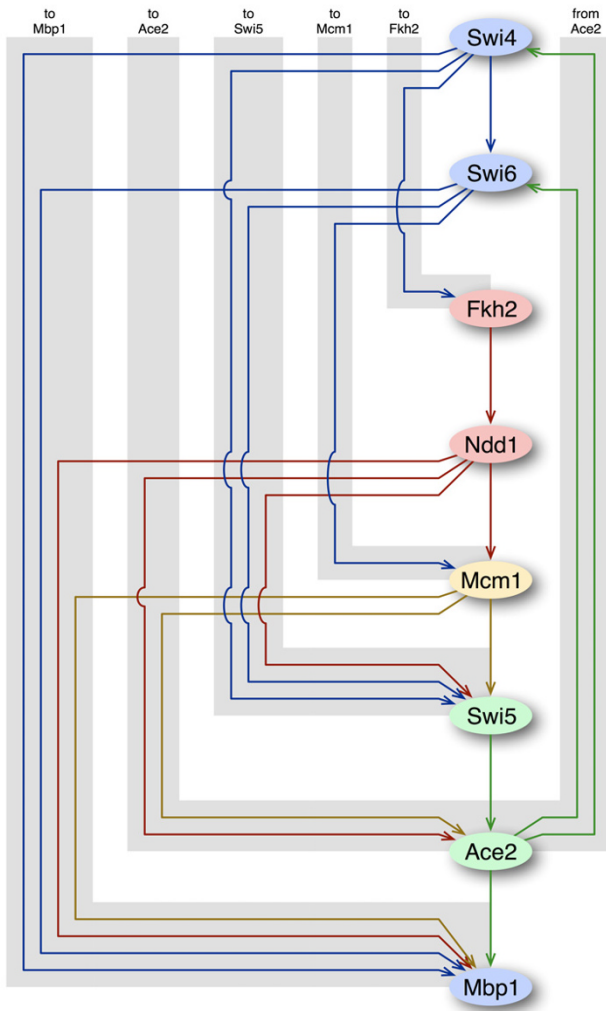 to
Mbp1
to
Ace2
to
Swi5
to
Mcm1
to
Fkh2
from
Ace2
Swi4
Swi6
Fkh2
Ndd1
Mcm1
Swi5
Ace2
Mbp1